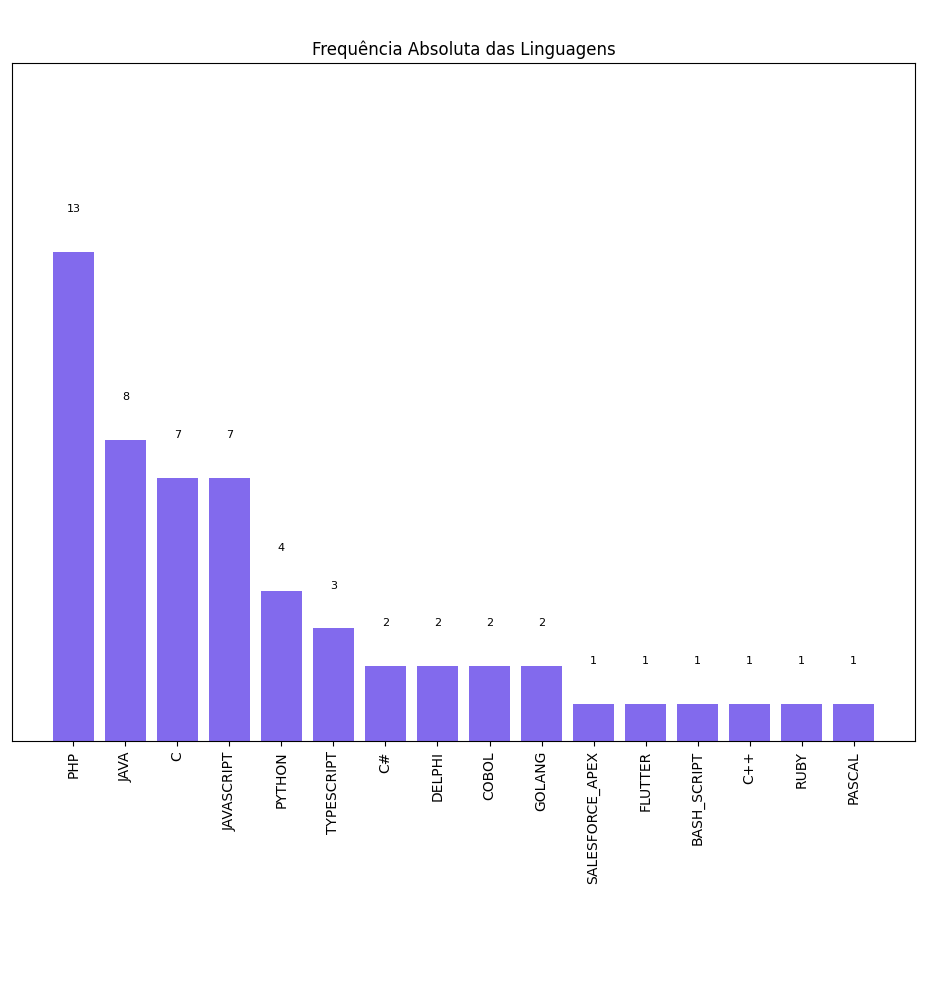 Frequência Absoluta das Linguagens
13
8
7
7
4
3
2
2
2
2
1
1
1
1
1
1
PHP
JAVA
C
JAVASCRIPT
PYTHON
TYPESCRIPT
C#
DELPHI
COBOL
GOLANG
SALESFORCE_APEX
FLUTTER
BASH_SCRIPT
C++
RUBY
PASCAL